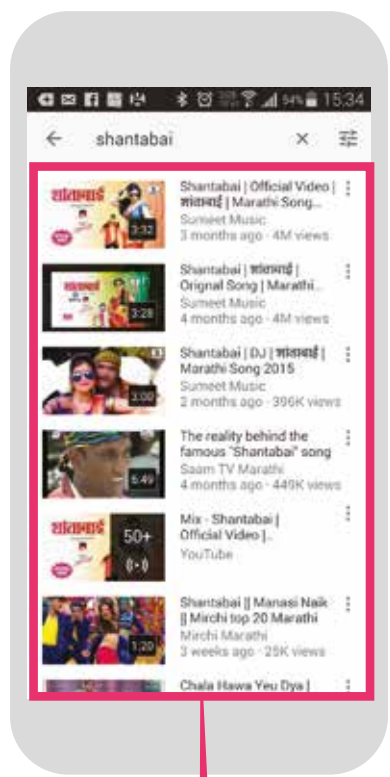 94% 15:34
shantabai
Shantabai | Official Video |
शांताबाई | Marathi Song...
Sumeet Music
3 months ago · 4M views
शांताबाई
3:32
Shantabai | शांताबाई |
Orignal Song | Marathi...
Sumeet Music
4 months ago · 4M views
शांताबाई
3:28
Shantabai | DJ | शांताबाई |
Marathi Song 2015
Sumeet Music
2 months ago · 396K views
3:00
The reality behind the
famous "Shantabai" song
Saam TV Marathi
4 months ago · 449K views
6:49
Mix - Shantabai |
Official Video |..
YouTube
शांताबाई
50+
Shantabai || Manasi Naik
|| Mirchi top 20 Marathi
Mirchi Marathi
3 weeks ago · 25K views
1:20
Chala Hawa Yeu Dya |